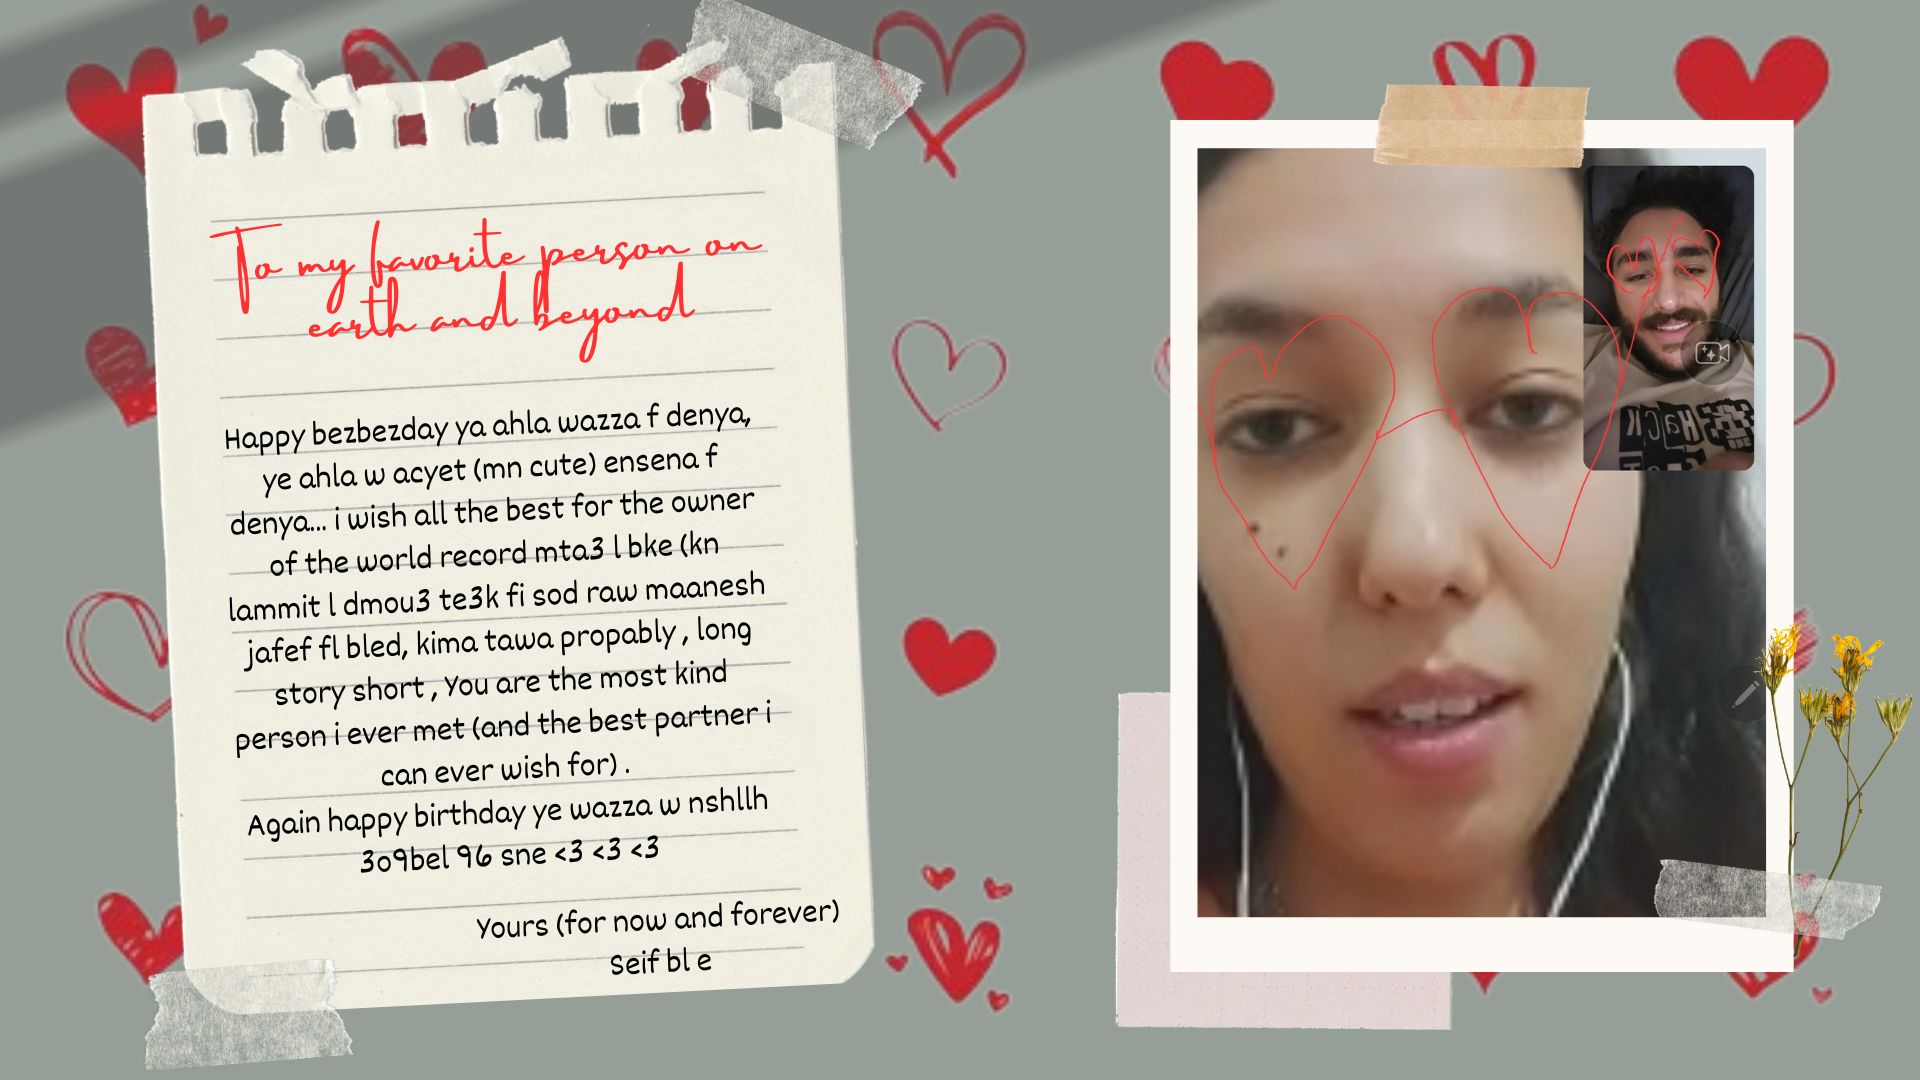 To my favorite person on
earth and beyond
Happy bezbezday ya ahla wazza f denya,
ye ahla w acyet (mn cute) ensena f
denya... i wish all the best for the owner
of the world record mta3 l bke (kn
lammit l dmou3 te3k fi sod raw maanesh
jafef fl bled, kima tawa propably , long
story short , You are the most kind
person i ever met (and the best partner i
can ever wish for) .
Again happy birthday ye wazza w nshllh
3o9bel 96 sne <3 <3 <3
Yours (for now and forever)
Seif bl e